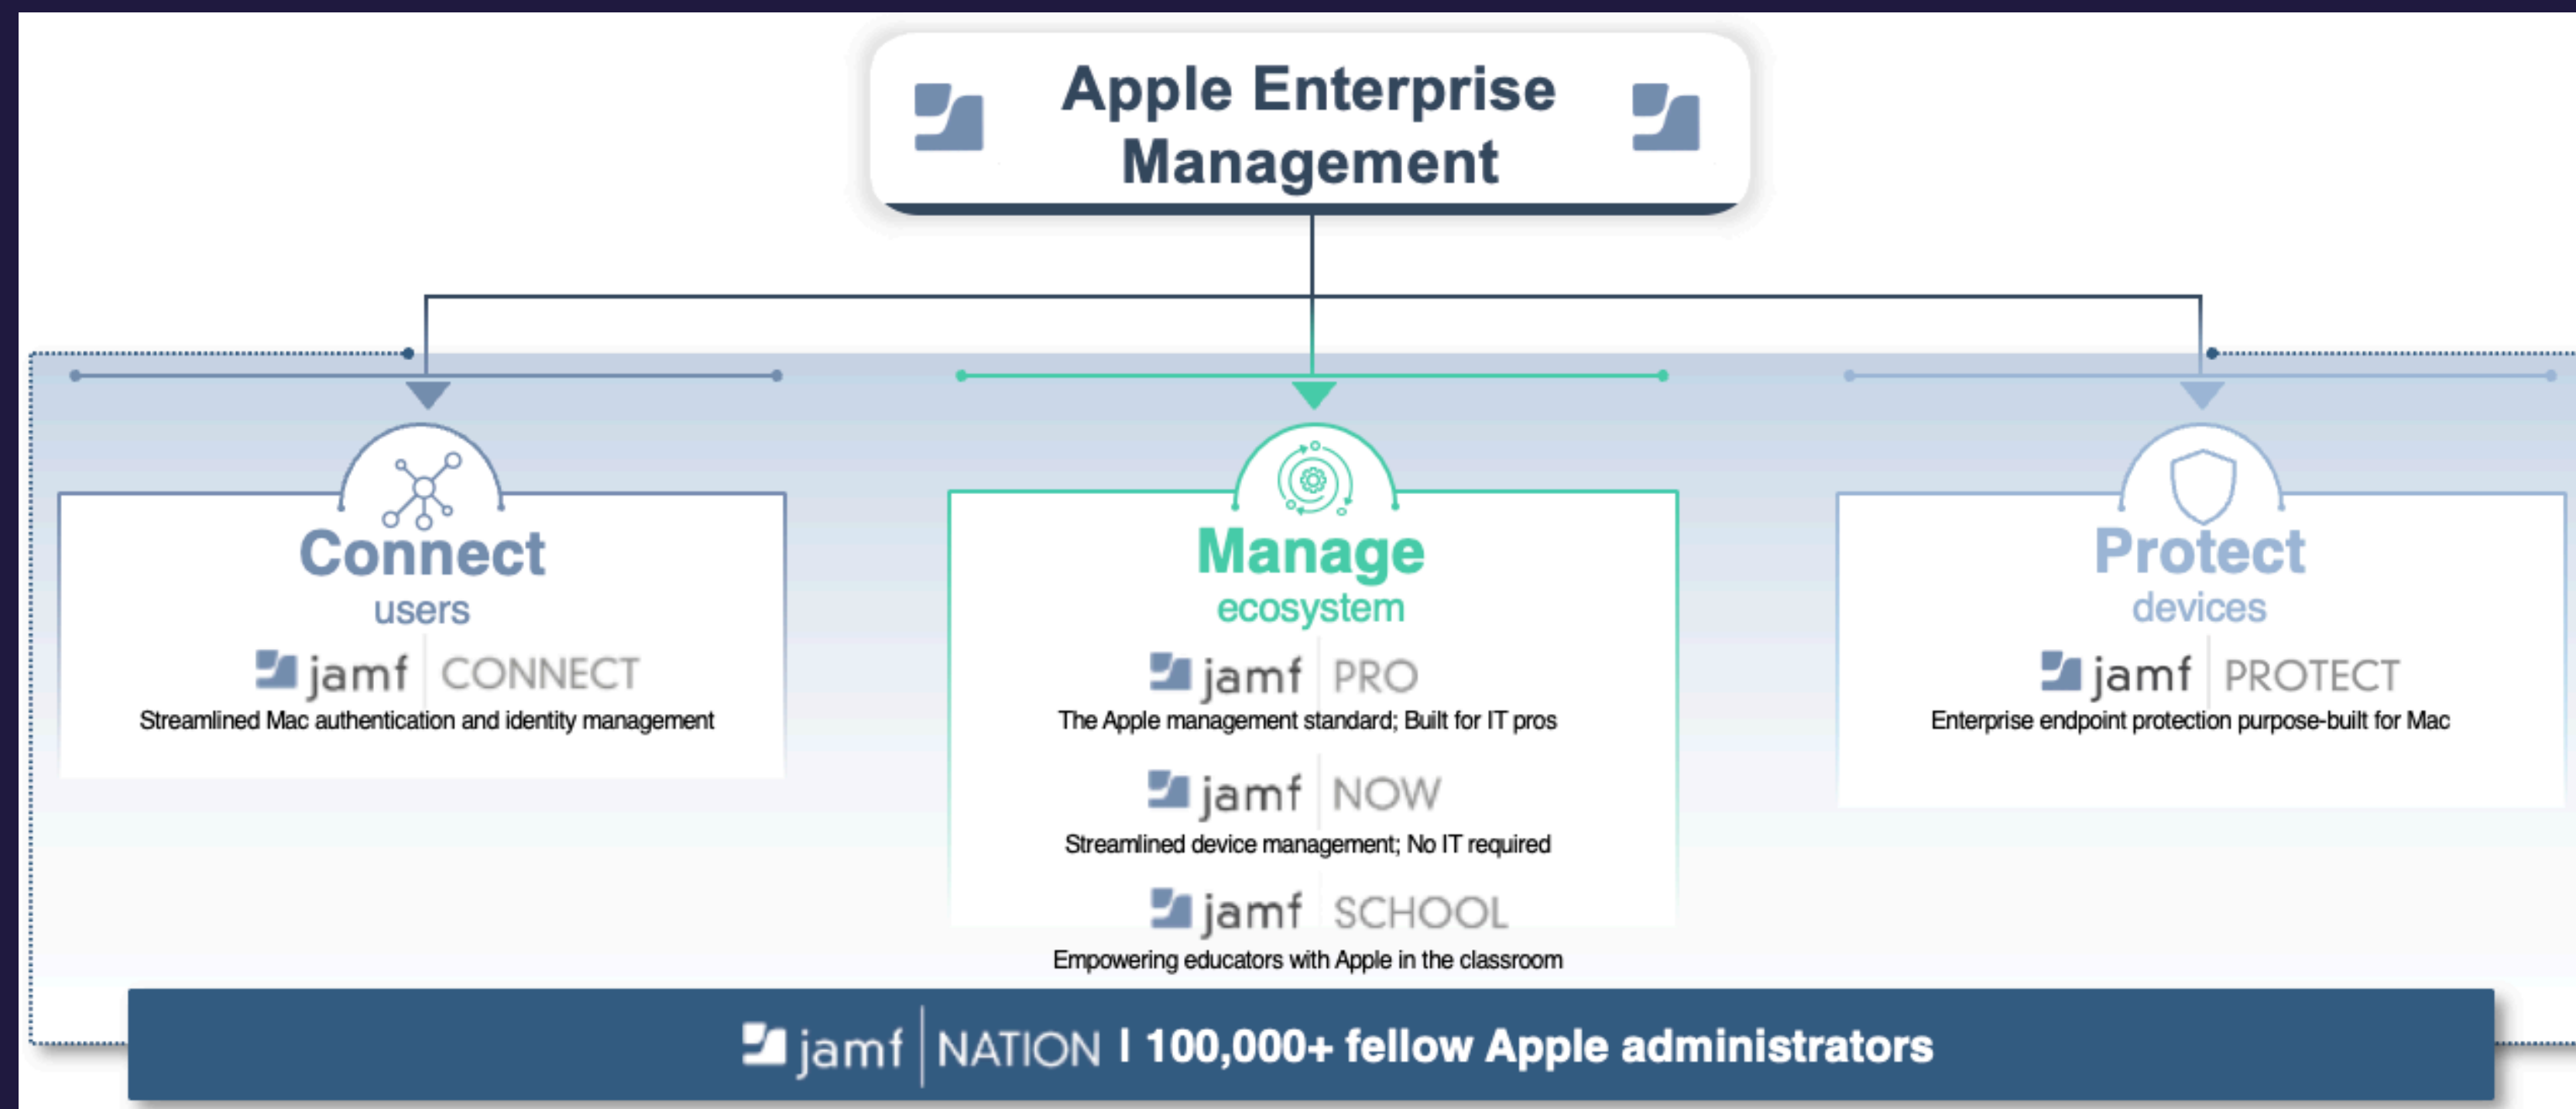 Apple Enterprise
Management
Connect
users
jamf CONNECT
Streamlined Mac authentication and identity management
Manage
ecosystem
jamf PRO
The Apple management standard; Built for IT pros
jamf NOW
Streamlined device management; No IT required
jamf SCHOOL
Empowering educators with Apple in the classroom
Protect
devices
jamf PROTECT
Enterprise endpoint protection purpose-built for Mac
jamf | NATION | 100,000+ fellow Apple administrators